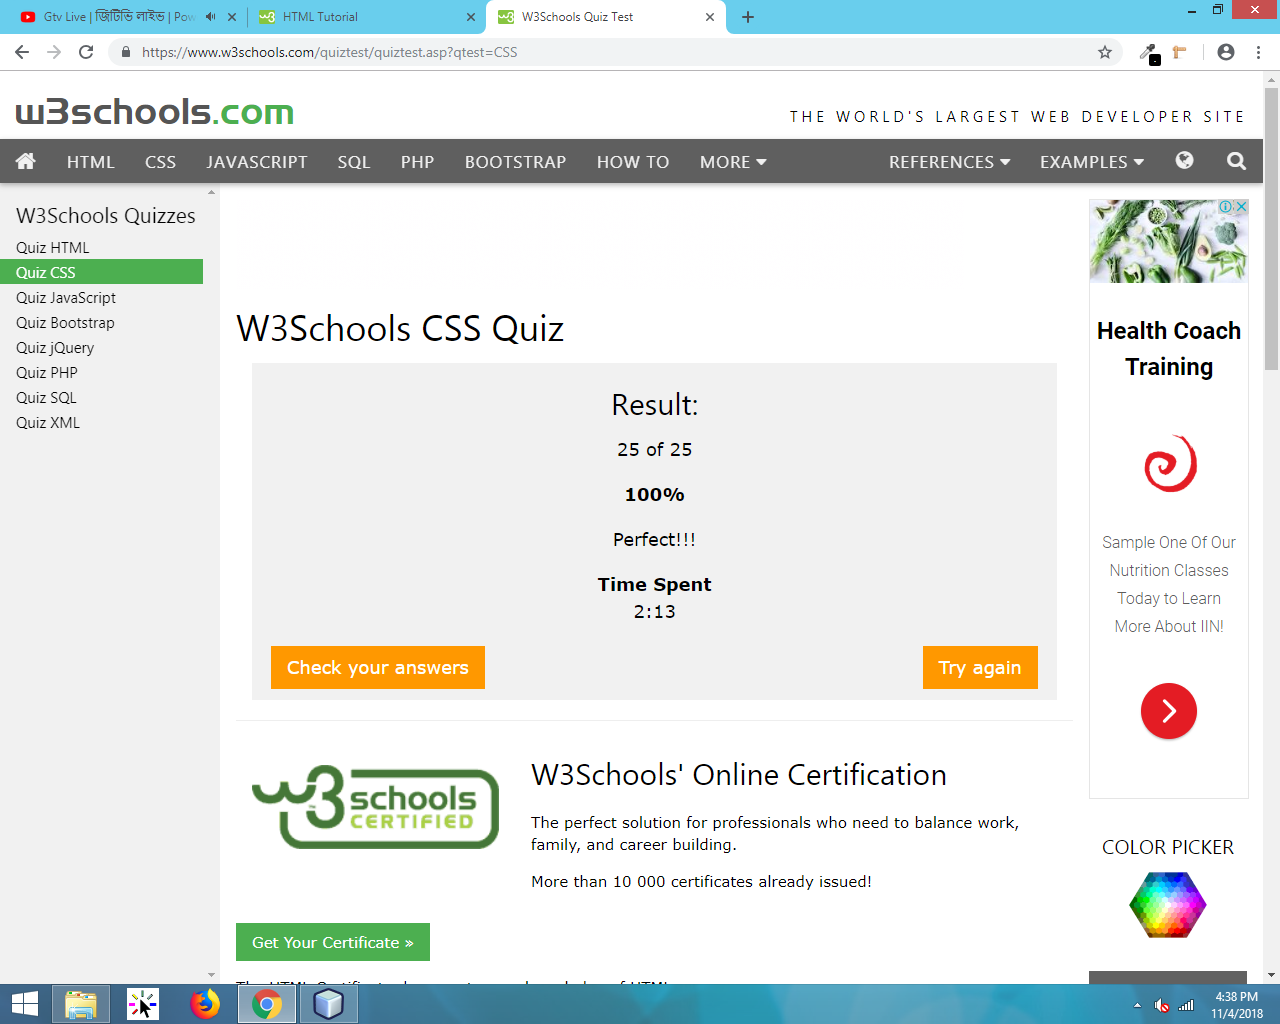 Gtv Live | জিটিভি লাইভ | Pow
HTML Tutorial
W3Schools Quiz Test
https://www.w3schools.com/quiztest/quiztest.asp?qtest=CSS
w3schools.com
THE WORLD'S LARGEST WEB DEVELOPER SITE
HTML CSS JAVASCRIPT SQL PHP BOOTSTRAP HOW TO MORE REFERENCES EXAMPLES
W3Schools Quizzes
Quiz HTML
Quiz CSS
Quiz JavaScript
Quiz Bootstrap
Quiz jQuery
Quiz PHP
Quiz SQL
Quiz XML
W3Schools CSS Quiz
Result:
25 of 25
100%
Perfect!!!
Time Spent
2:13
Check your answers
Try again
w3schools
CERTIFIED
W3Schools' Online Certification
The perfect solution for professionals who need to balance work,
family, and career building.
More than 10 000 certificates already issued!
Get Your Certificate »
Health Coach
Training
Sample One Of Our
Nutrition Classes
Today to Learn
More About IIN!
COLOR PICKER
4:38 PM
11/4/2018